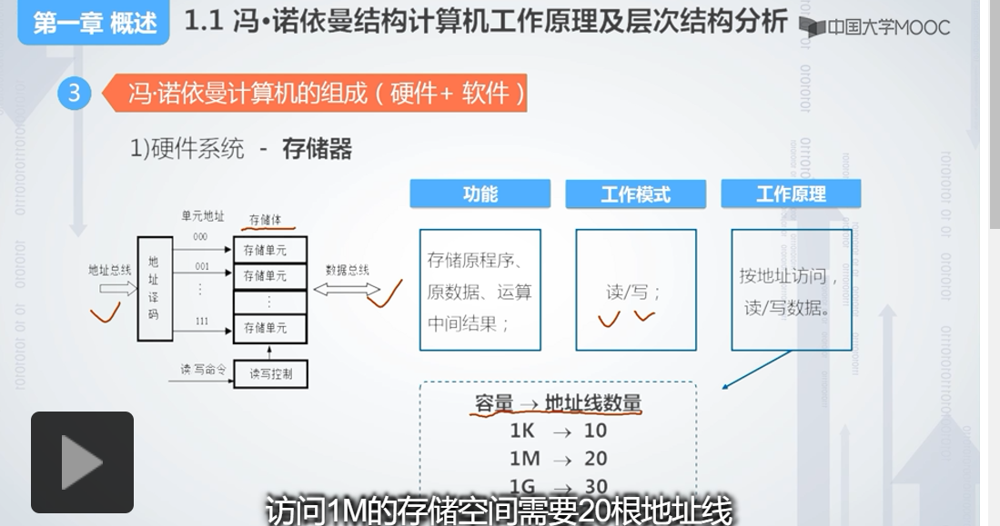 第一章 概述
1.1 冯·诺依曼结构计算机工作原理及层次结构分析
中国大学MOOC
3
冯·诺依曼计算机的组成（硬件+ 软件）
1)硬件系统 - 存储器
功能
工作模式
工作原理
存储原程序、
原数据、运算
中间结果；
读/写；
按地址访问，
读/写数据。
单元地址
存储体
000
存储单元
001
存储单元
⋮
⋮
111
存储单元
地址总线
地址译码
数据总线
读 写命令
读写控制
容量 → 地址线数量
1K → 10
1M → 20
1G → 30
访问1M的存储空间需要20根地址线